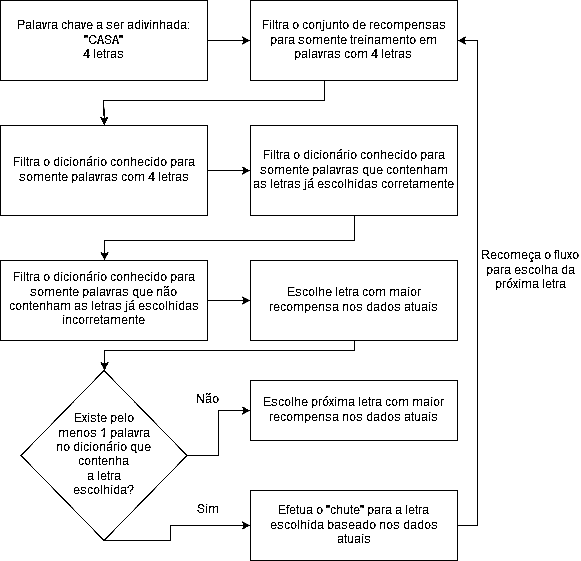 Palavra chave a ser adivinhada:
"CASA"
4 letras
Filtra o conjunto de recompensas
para somente treinamento em
palavras com 4 letras
Filtra o dicionário conhecido para
somente palavras com 4 letras
Filtra o dicionário conhecido para
somente palavras que contenham
as letras já escolhidas corretamente
Filtra o dicionário conhecido para
somente palavras que não
contenham as letras já escolhidas
incorretamente
Escolhe letra com maior
recompensa nos dados atuais
Existe pelo
menos 1 palavra
no dicionário que
contenha
a letra
escolhida?
Não
Escolhe próxima letra com maior
recompensa nos dados atuais
Sim
Efetua o "chute" para a letra
escolhida baseado nos dados
atuais
Recomeça o fluxo
para escolha da
próxima letra